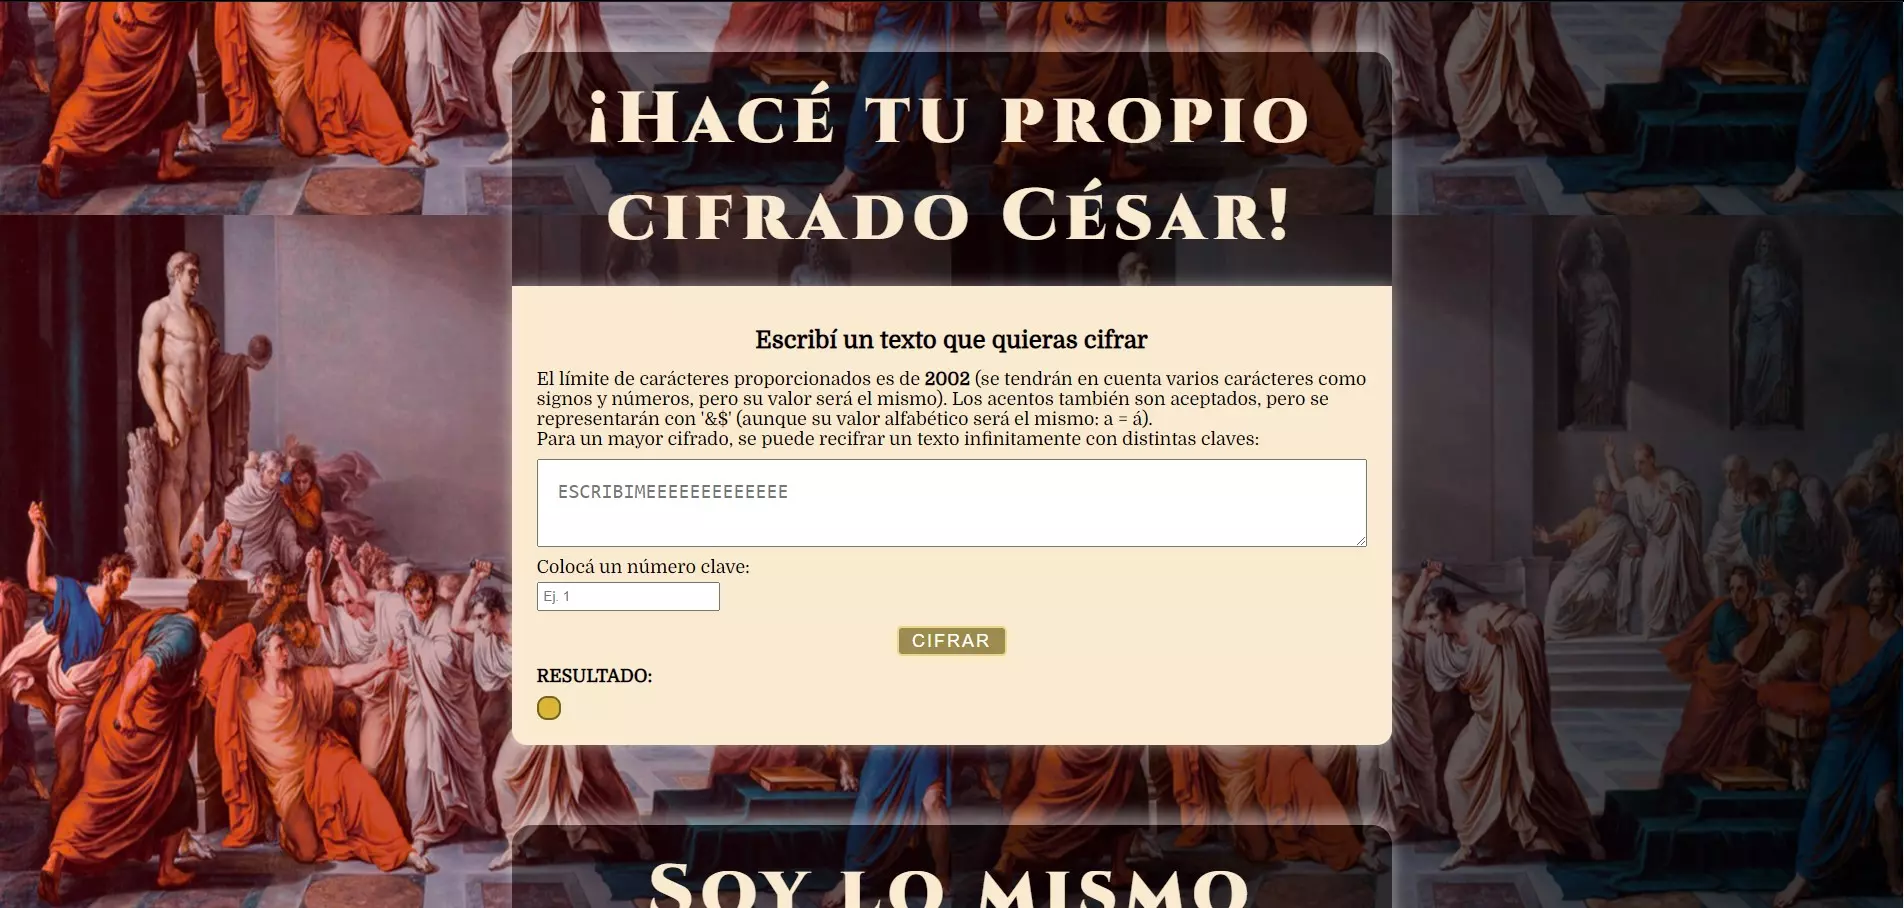 ¡Hacé tu propio
cifrado César!
Escribí un texto que quieras cifrar
El límite de carácteres proporcionados es de 2002 (se tendrán en cuenta varios carácteres como
signos y números, pero su valor será el mismo). Los acentos también son aceptados, pero se
representarán con '&$' (aunque su valor alfabético será el mismo: a = á).
Para un mayor cifrado, se puede recifrar un texto infinitamente con distintas claves:
ESCRIBIMEEEEEEEEEEEEE
Colocá un número clave:
Ej. 1
CIFRAR
RESULTADO:
Soy lo mismo